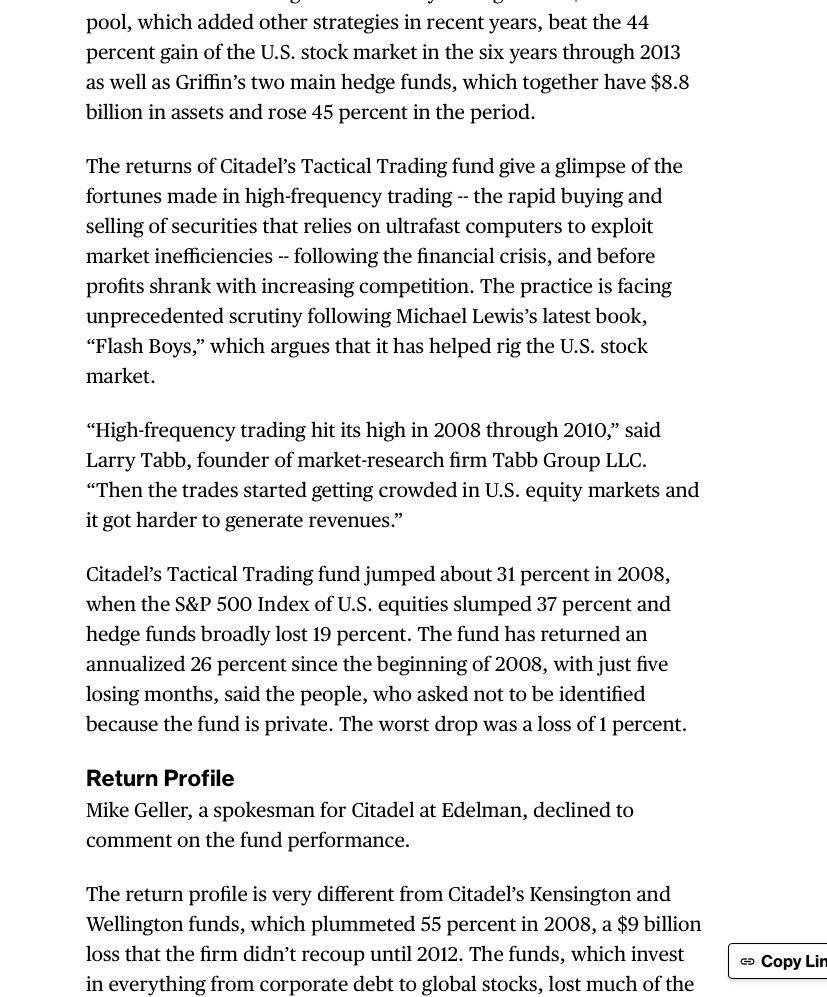 pool, which added other strategies in recent years, beat the 44
percent gain of the U.S. stock market in the six years through 2013
as well as Griffin’s two main hedge funds, which together have $8.8
billion in assets and rose 45 percent in the period.
The returns of Citadel’s Tactical Trading fund give a glimpse of the
fortunes made in high-frequency trading -- the rapid buying and
selling of securities that relies on ultrafast computers to exploit
market inefficiencies -- following the financial crisis, and before
profits shrank with increasing competition. The practice is facing
unprecedented scrutiny following Michael Lewis’s latest book,
“Flash Boys,” which argues that it has helped rig the U.S. stock
market.
“High-frequency trading hit its high in 2008 through 2010,” said
Larry Tabb, founder of market-research firm Tabb Group LLC.
“Then the trades started getting crowded in U.S. equity markets and
it got harder to generate revenues.”
Citadel’s Tactical Trading fund jumped about 31 percent in 2008,
when the S&P 500 Index of U.S. equities slumped 37 percent and
hedge funds broadly lost 19 percent. The fund has returned an
annualized 26 percent since the beginning of 2008, with just five
losing months, said the people, who asked not to be identified
because the fund is private. The worst drop was a loss of 1 percent.
Return Profile
Mike Geller, a spokesman for Citadel at Edelman, declined to
comment on the fund performance.
The return profile is very different from Citadel’s Kensington and
Wellington funds, which plummeted 55 percent in 2008, a $9 billion
loss that the firm didn’t recoup until 2012. The funds, which invest
in everything from corporate debt to global stocks, lost much of the
Copy Lin